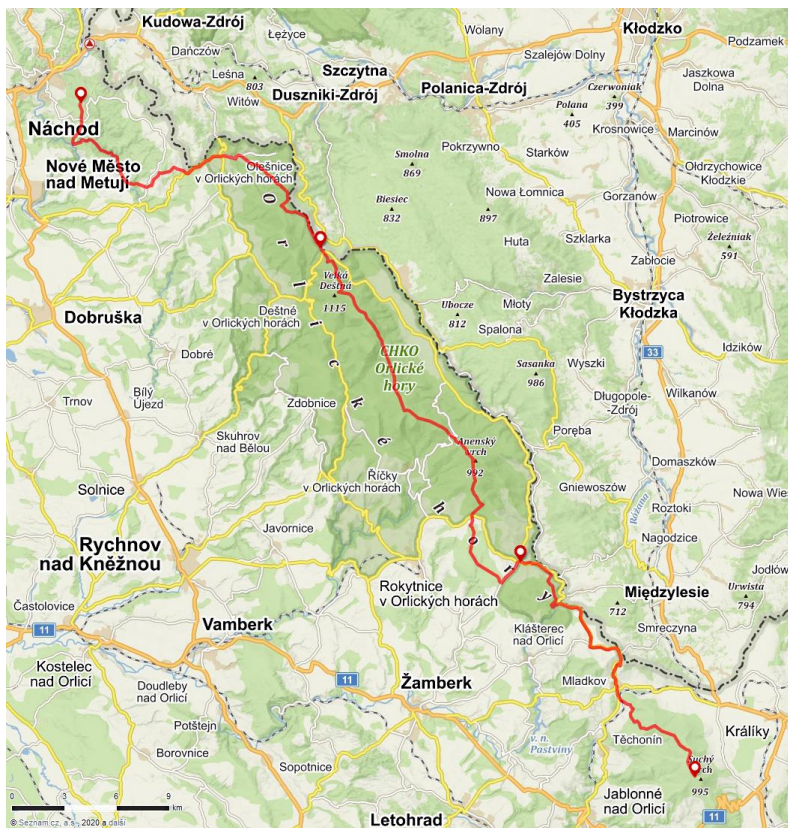 Kudowa-Zdrój
Wolany
Kłodzko
Łężyce
Podzamek
Dańczów
Szalejów Dolny
Leśna
803
Szczytna
Jaszkowa
Dolna
Witów
Duszniki-Zdrój
Polanica-Zdrój
Czerwoniak
399
Polana
405
Krosnowice
Marcinów
Náchod
Pokrzywno
Smolna
869
Starków
Nové Město
nad Metují
Olešnice
v Orlických horách
Ołdrzychowice
Kłodzkie
Biesiec
832
Nowa Łomnica
897
Gorzanów
Piotrowice
Huta
Szklarka
Żeleźniak
591
Zabłocie
Velká
Deštná
1115
Zalesie
Dobruška
Deštné
v Orlických horách
Ubocze
812
Młoty
Bystrzyca
Kłodzka
Spalona
Dobré
CHKO
Orlické
hory
Sasanka
986
Wyszki
33
Idzików
Bílý
Újezd
Trnov
Zdobnice
Długopole-
-Zdrój
Wilkanów
Poręba
Skuhrov
nad Bělou
Anenský
vrch
992
Domaszków
Říčky
v Orlických horách
Solnice
Gniewoszów
Różana
Nowa Wieś
Roztoki
Orlické hory
Javornice
Nagodzice
Rychnov
nad Kněžnou
Jodłów
Rokytnice
v Orlických horách
Międzylesie
Urwista
794
712
Častolovice
11
Vamberk
Smreczyna
Klášterec
nad Orlicí
Kostelec
nad Orlicí
Doudleby
nad Orlicí
11
Žamberk
Mladkov
Potštejn
Králíky
v. n.
Pastviny
Těchonín
Borovnice
Sopotnice
Suchý
vrch
995
Jablonné
nad Orlicí
11
0 3 6 9
km
Letohrad
© Seznam.cz, a.s., 2020 a další